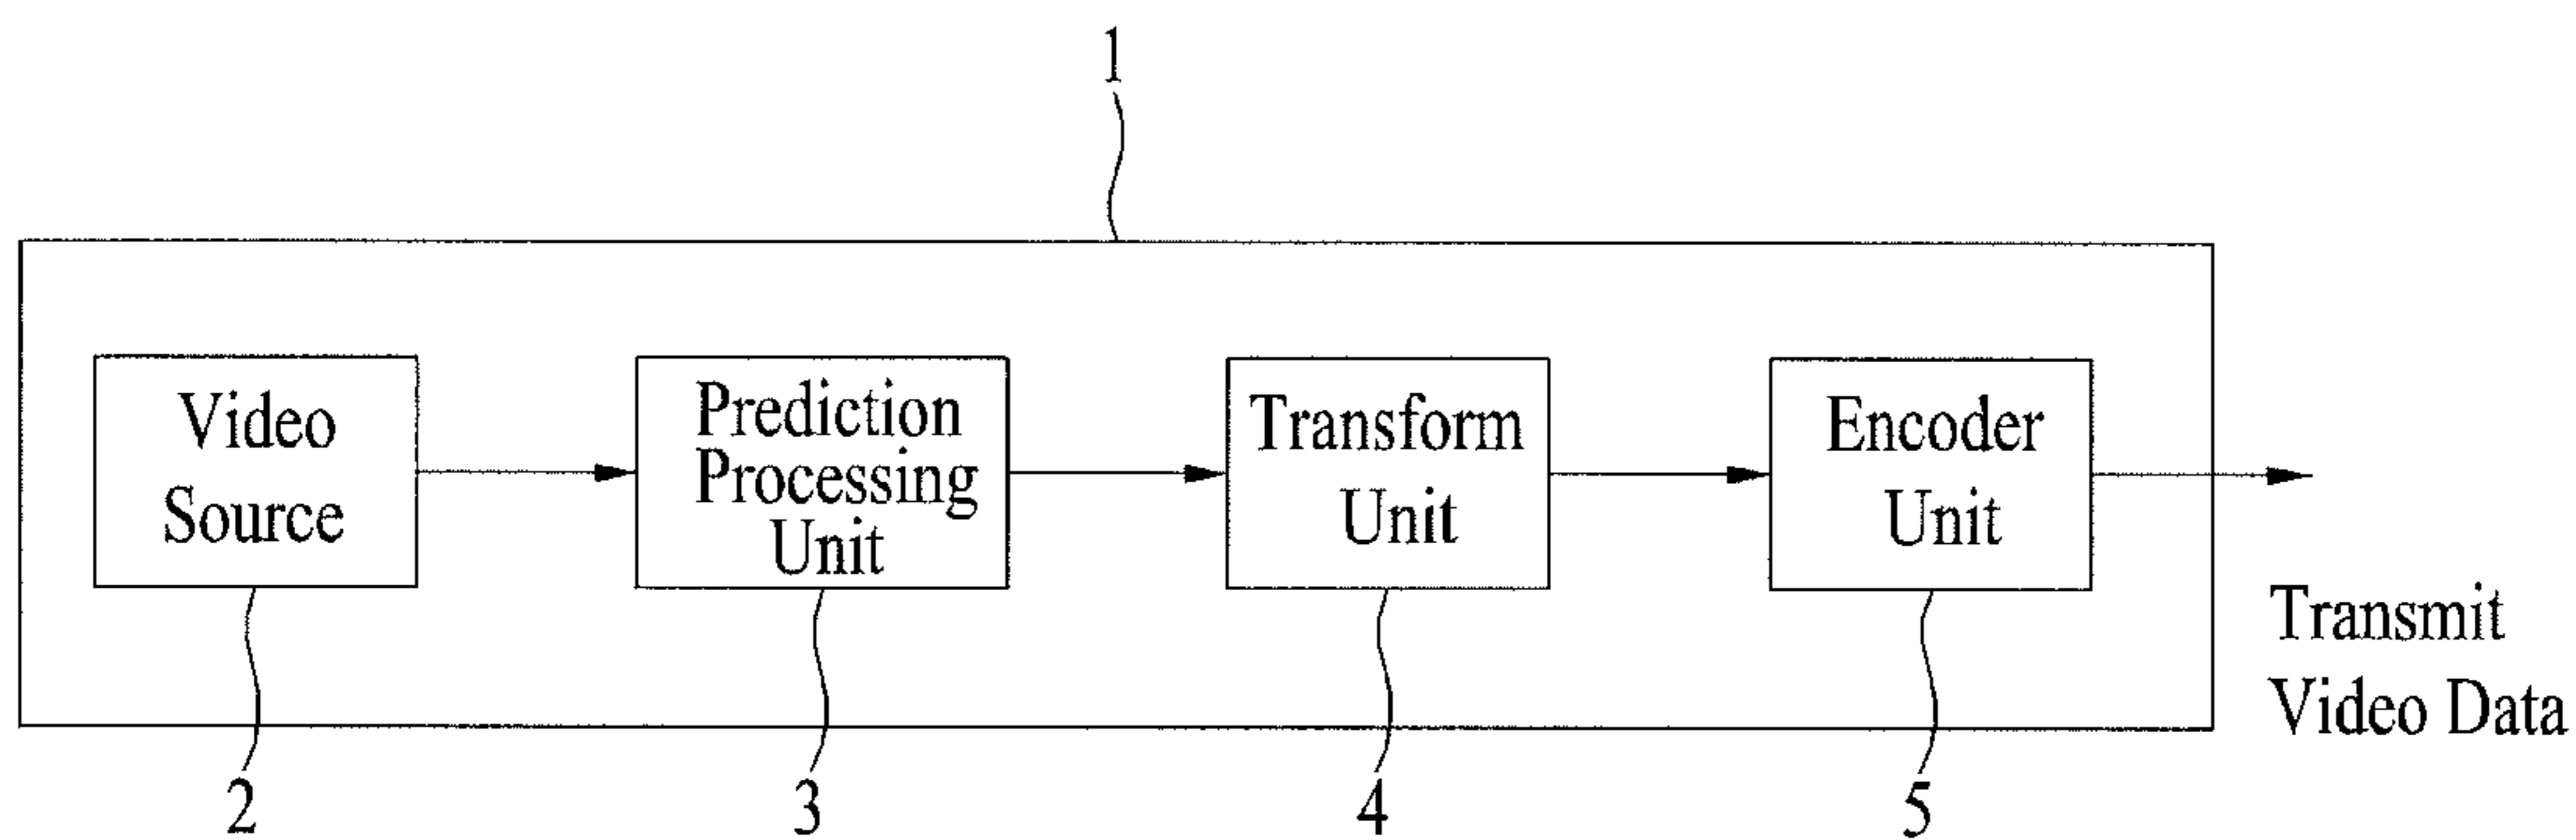 1
Video
Source
Prediction
Processing
Unit
Transform
Unit
Encoder
Unit
Transmit
Video Data
2
3
4
5